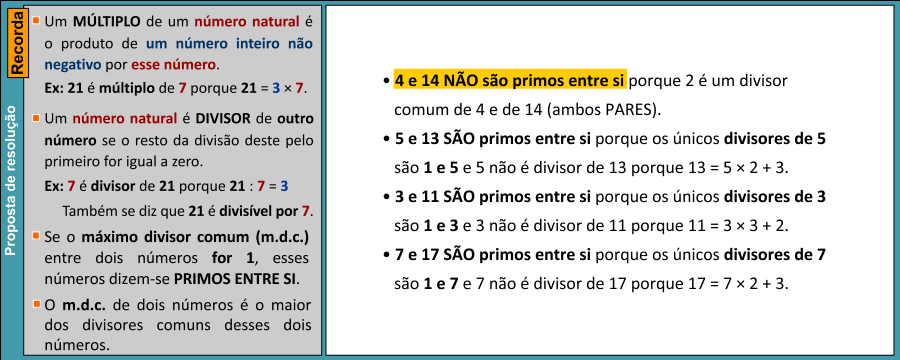 Recorda
Proposta de resolução
Um MÚLTIPLO de um número natural é
o produto de um número inteiro não
negativo por esse número.
Ex: 21 é múltiplo de 7 porque 21 = 3 × 7.
Um número natural é DIVISOR de outro
número se o resto da divisão deste pelo
primeiro for igual a zero.
Ex: 7 é divisor de 21 porque 21 : 7 = 3
Também se diz que 21 é divisível por 7.
Se o máximo divisor comum (m.d.c.)
entre dois números for 1, esses
números dizem-se PRIMOS ENTRE SI.
O m.d.c. de dois números é o maior
dos divisores comuns desses dois
números.
• 4 e 14 NÃO são primos entre si porque 2 é um divisor
comum de 4 e de 14 (ambos PARES).
• 5 e 13 SÃO primos entre si porque os únicos divisores de 5
são 1 e 5 e 5 não é divisor de 13 porque 13 = 5 × 2 + 3.
• 3 e 11 SÃO primos entre si porque os únicos divisores de 3
são 1 e 3 e 3 não é divisor de 11 porque 11 = 3 × 3 + 2.
• 7 e 17 SÃO primos entre si porque os únicos divisores de 7
são 1 e 7 e 7 não é divisor de 17 porque 17 = 7 × 2 + 3.